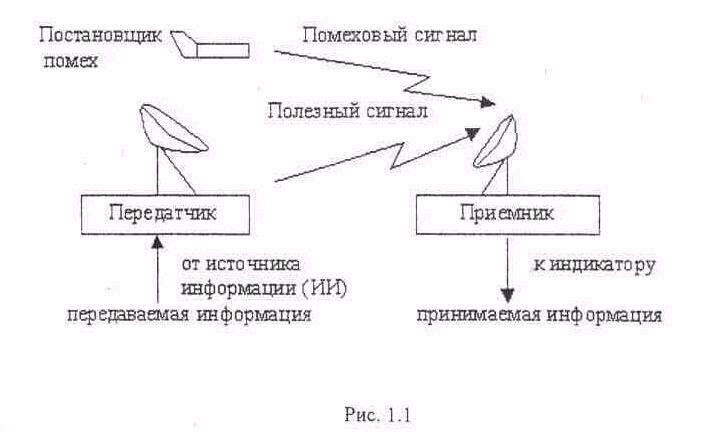 Постановщик
помех
Помеховый сигнал
Полезный сигнал
Передатчик
Приемник
от источника
информации (ИИ)
передаваемая информация
к индикатору
принимаемая информация
Рис. 1.1